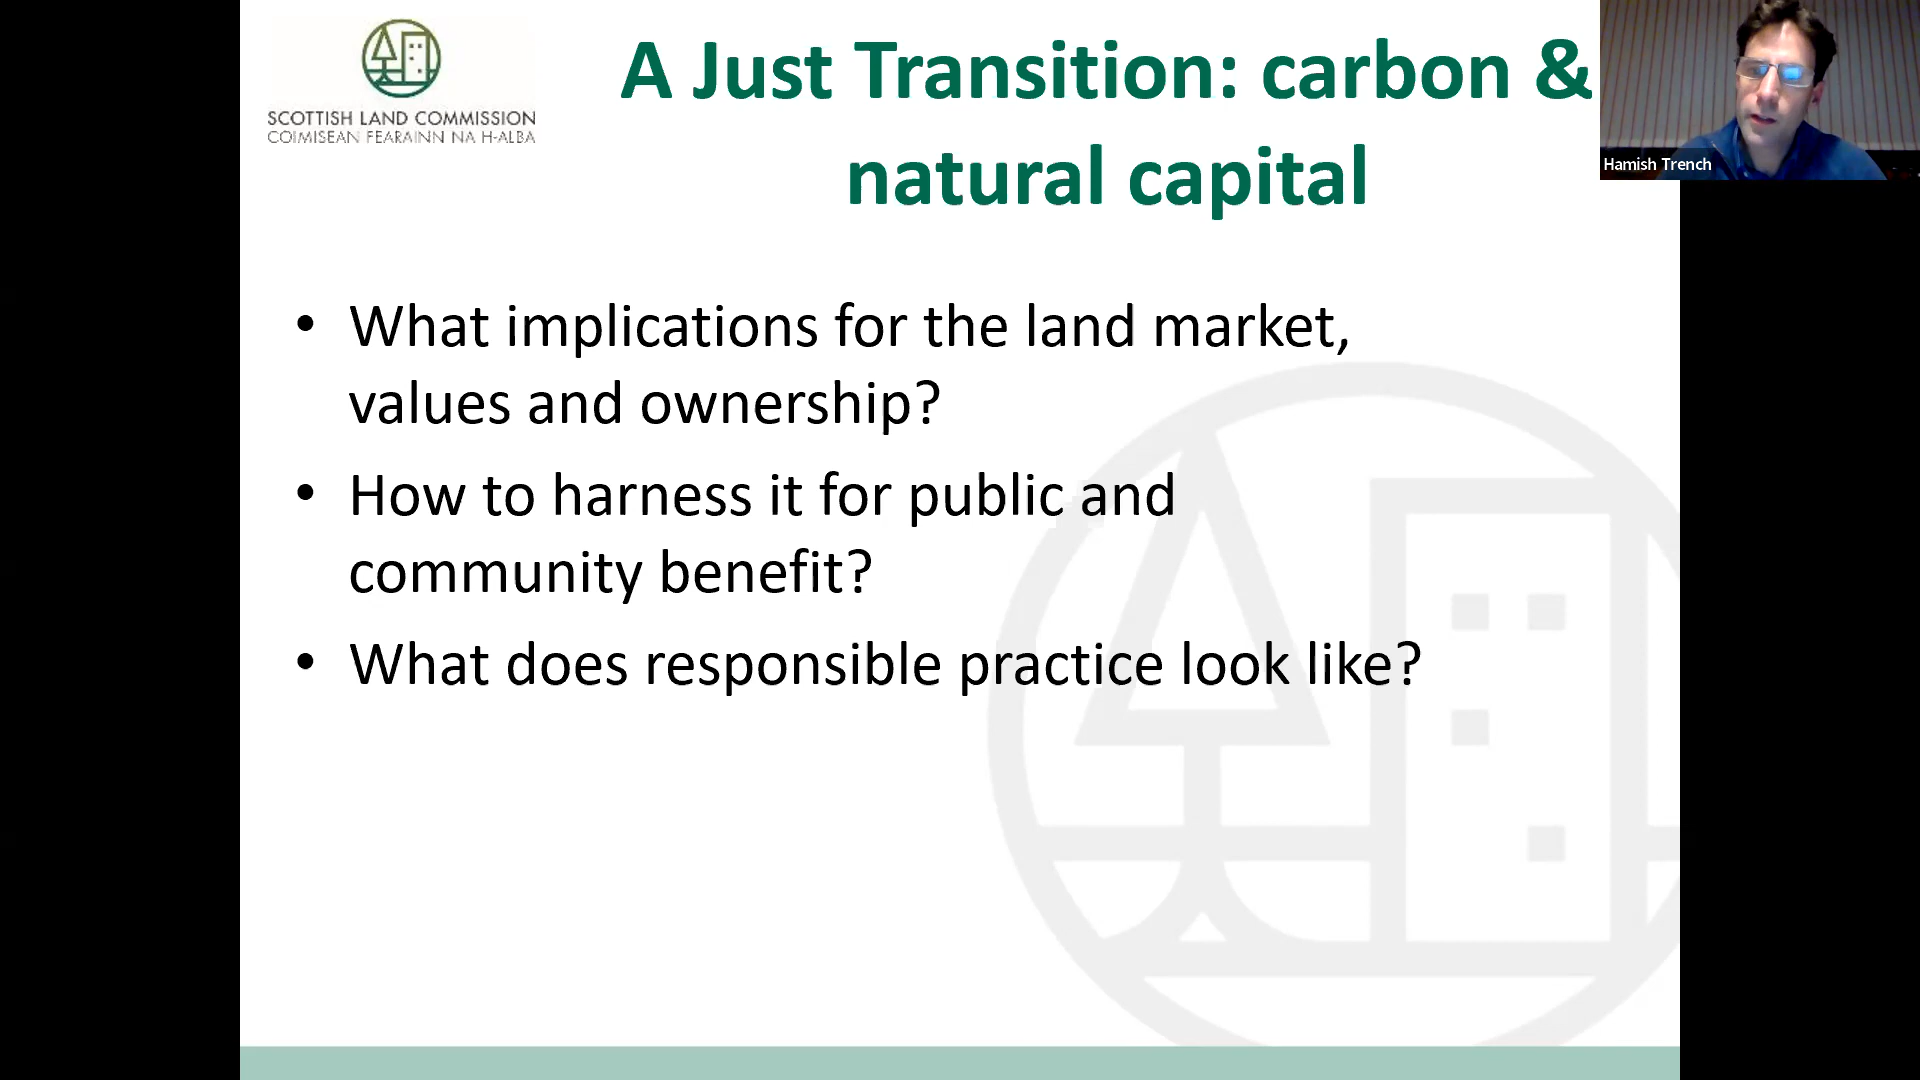 SCOTTISH LAND COMMISSION
COIMISEAN FEARAINN NA H-ALBA
A Just Transition: carbon &
natural capital
Hamish Trench
• What implications for the land market,
values and ownership?
• How to harness it for public and
community benefit?
• What does responsible practice look like?